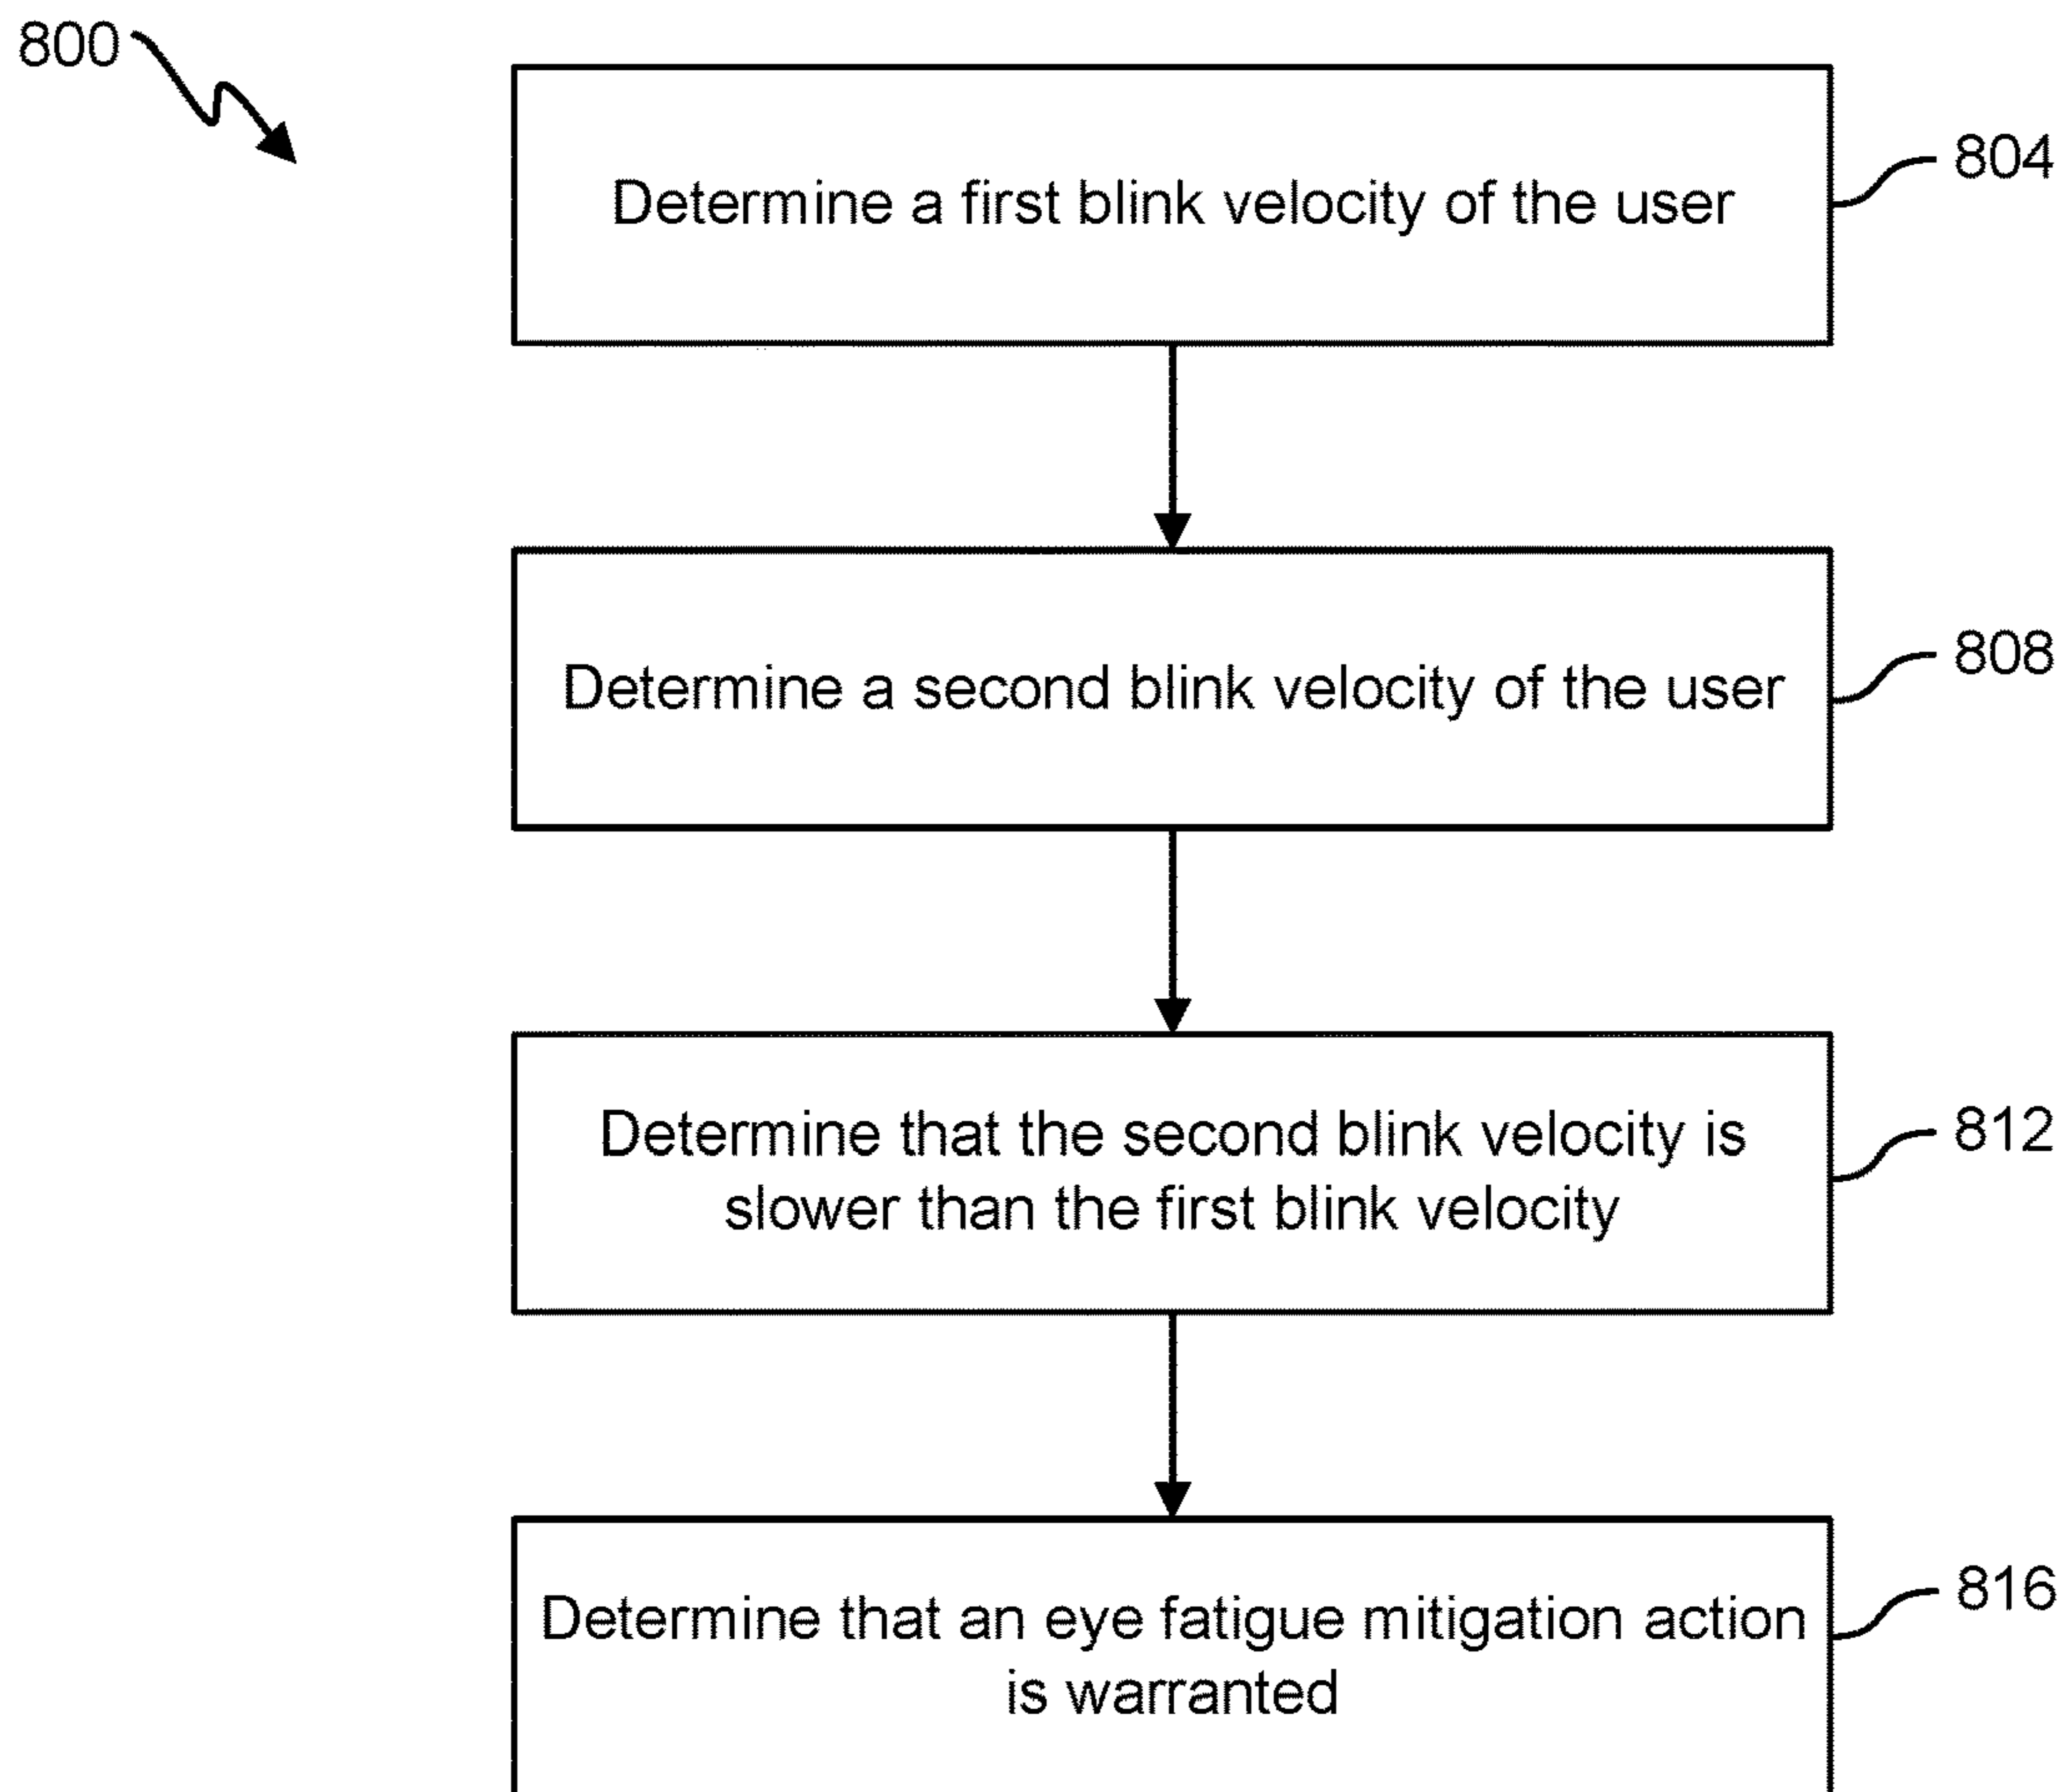 800
Determine a first blink velocity of the user
804
Determine a second blink velocity of the user
808
Determine that the second blink velocity is
slower than the first blink velocity
812
Determine that an eye fatigue mitigation action
is warranted
816